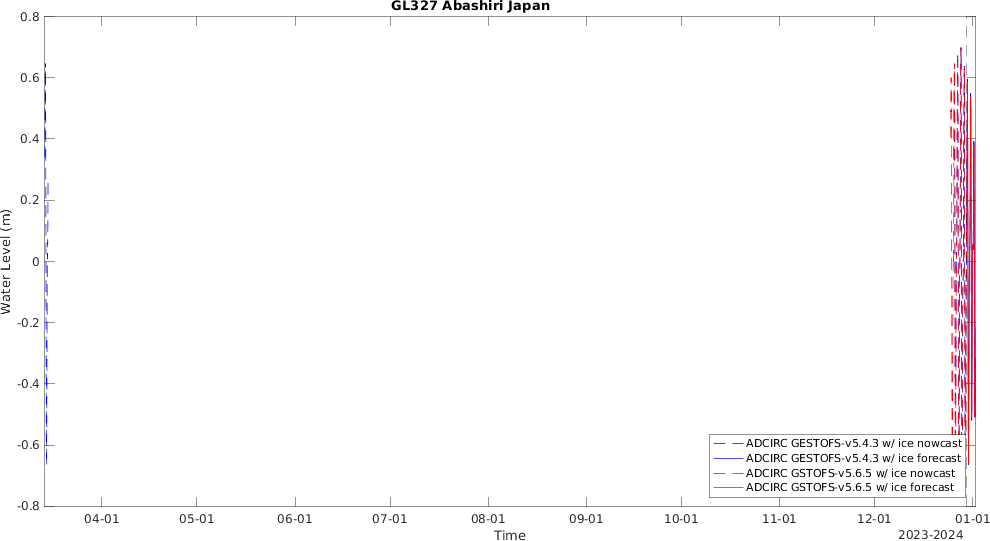 GL327 Abashiri Japan
0.8
0.6
0.4
0.2
0
-0.2
-0.4
-0.6
-0.8
Water Level (m)
ADCIRC GESTOFS-v5.4.3 w/ ice nowcast
ADCIRC GESTOFS-v5.4.3 w/ ice forecast
ADCIRC GSTOFS-v5.6.5 w/ ice nowcast
ADCIRC GSTOFS-v5.6.5 w/ ice forecast
04-01 05-01 06-01 07-01 08-01 09-01 10-01 11-01 12-01 01-01
Time
2023-2024